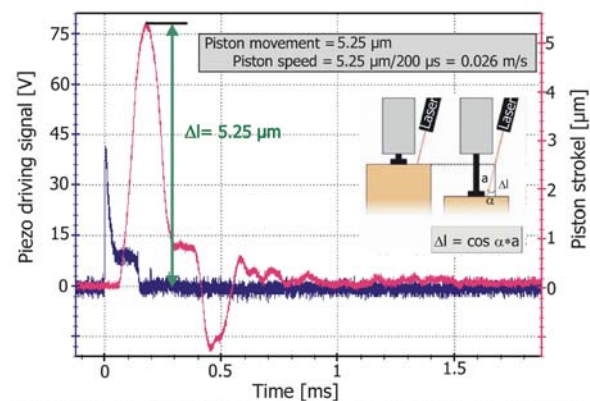 Piezo driving signal [V]
75
60
45
30
15
0
Piston movement = 5.25 µm
Piston speed = 5.25 µm/200 µs = 0.026 m/s
Δl= 5.25 µm
Laser
Laser
a
Δl
α
Δl = cos α*a
5
4
3
2
1
0
Piston strokel [µm]
0
0.5
1
1.5
Time [ms]